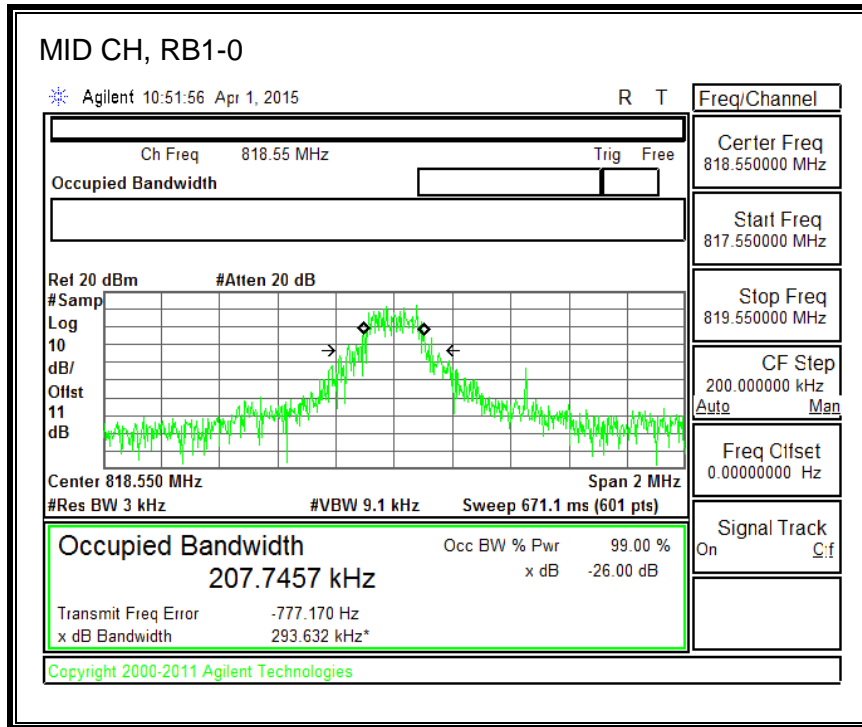 MID CH, RB1-0
Agilent 10:51:56 Apr 1, 2015 R T
Freq/Channel
Ch Freq 818.55 MHz Trig Free
Occupied Bandwidth
Center Freq
818.550000 MHz
Start Freq
817.550000 MHz
Stop Freq
819.550000 MHz
CF Step
200.000000 kHz
Auto Man
Freq Offset
0.00000000 Hz
Signal Track
On Off
Ref 20 dBm #Atten 20 dB
#Samp
Log
10
dB/
Offst
11
dB
Center 818.550 MHz Span 2 MHz
#Res BW 3 kHz #VBW 9.1 kHz Sweep 671.1 ms (601 pts)
Occupied Bandwidth Occ BW % Pwr 99.00 %
207.7457 kHz x dB -26.00 dB
Transmit Freq Error -777.170 Hz
x dB Bandwidth 293.632 kHz*
Copyright 2000-2011 Agilent Technologies